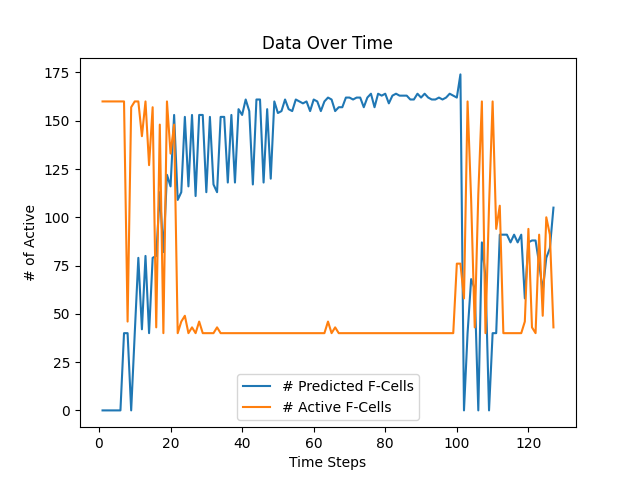 Data Over Time
175
150
125
100
75
50
25
0
# of Active
# Predicted F-Cells
# Active F-Cells
0 20 40 60 80 100 120
Time Steps